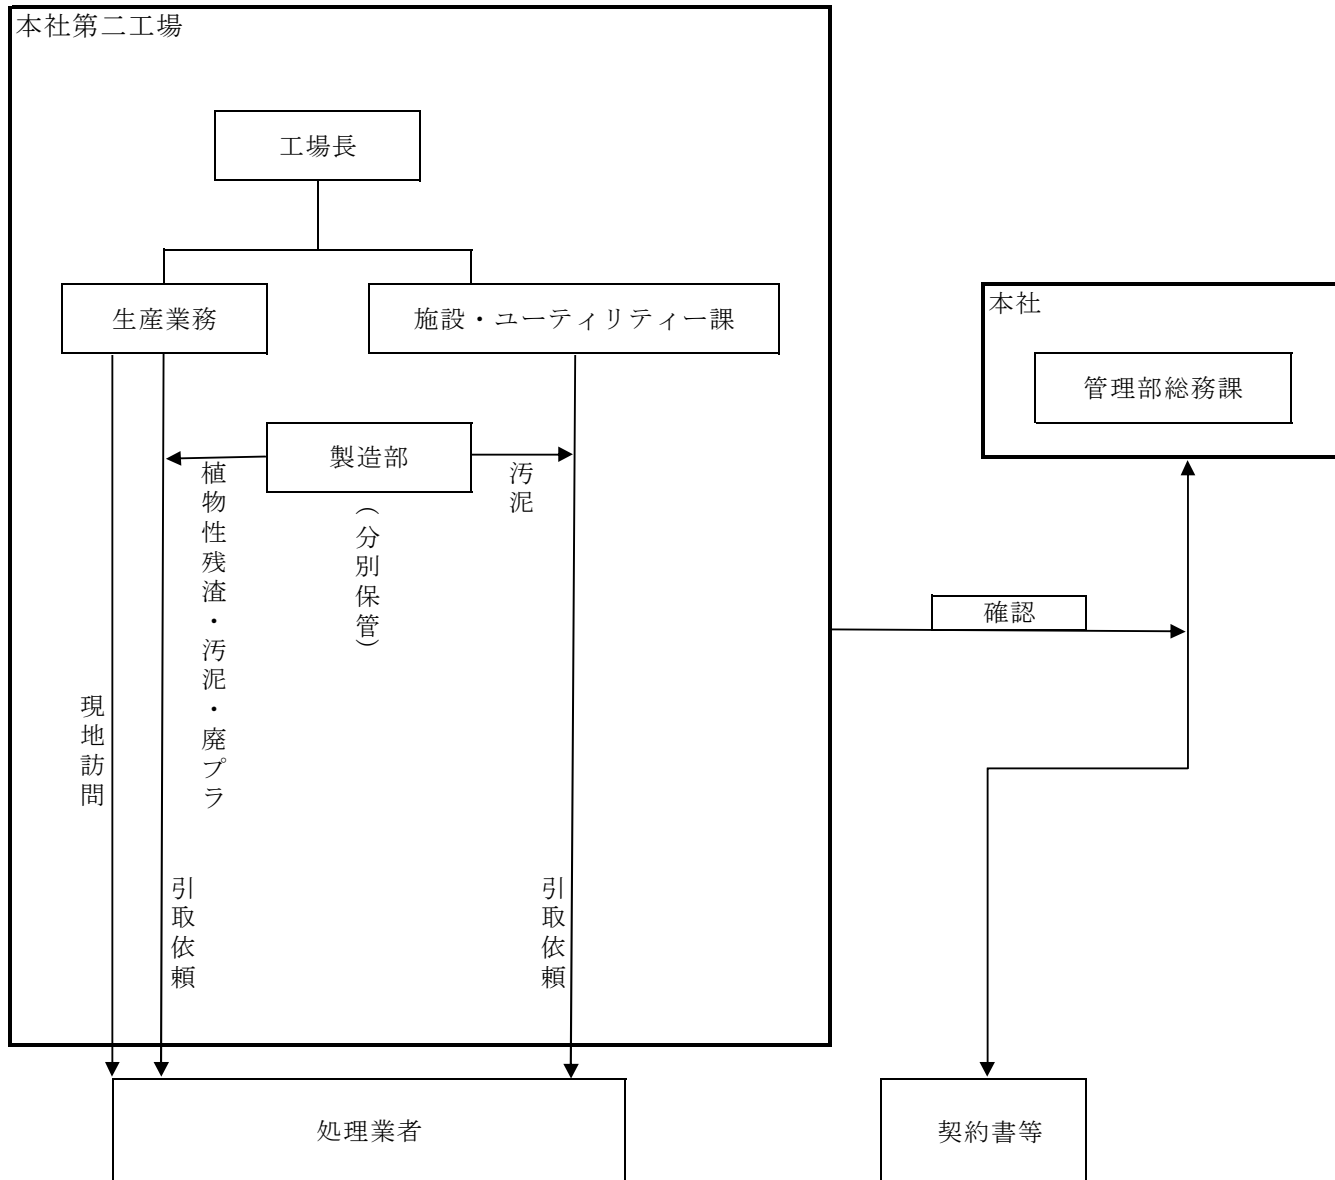 本社第二工場
工場長
生産業務
施設・ユーティリティー課
本社
管理部総務課
製造部
（分別保管）
植物性残渣・汚泥・廃プラ
汚泥
確認
現地訪問
引取依頼
引取依頼
処理業者
契約書等